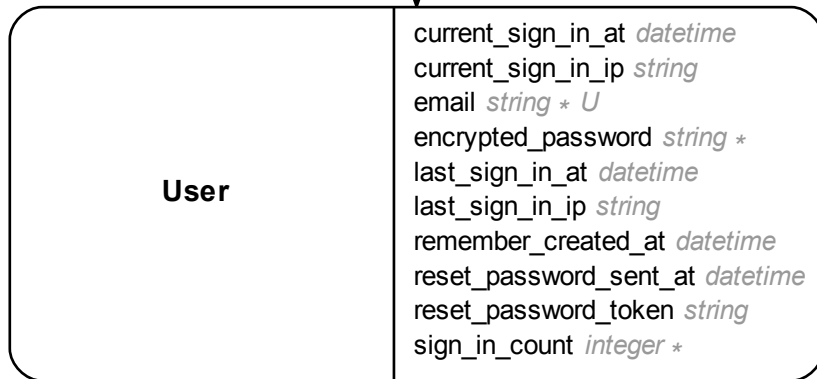 User
current_sign_in_at datetime
current_sign_in_ip string
email string * U
encrypted_password string *
last_sign_in_at datetime
last_sign_in_ip string
remember_created_at datetime
reset_password_sent_at datetime
reset_password_token string
sign_in_count integer *